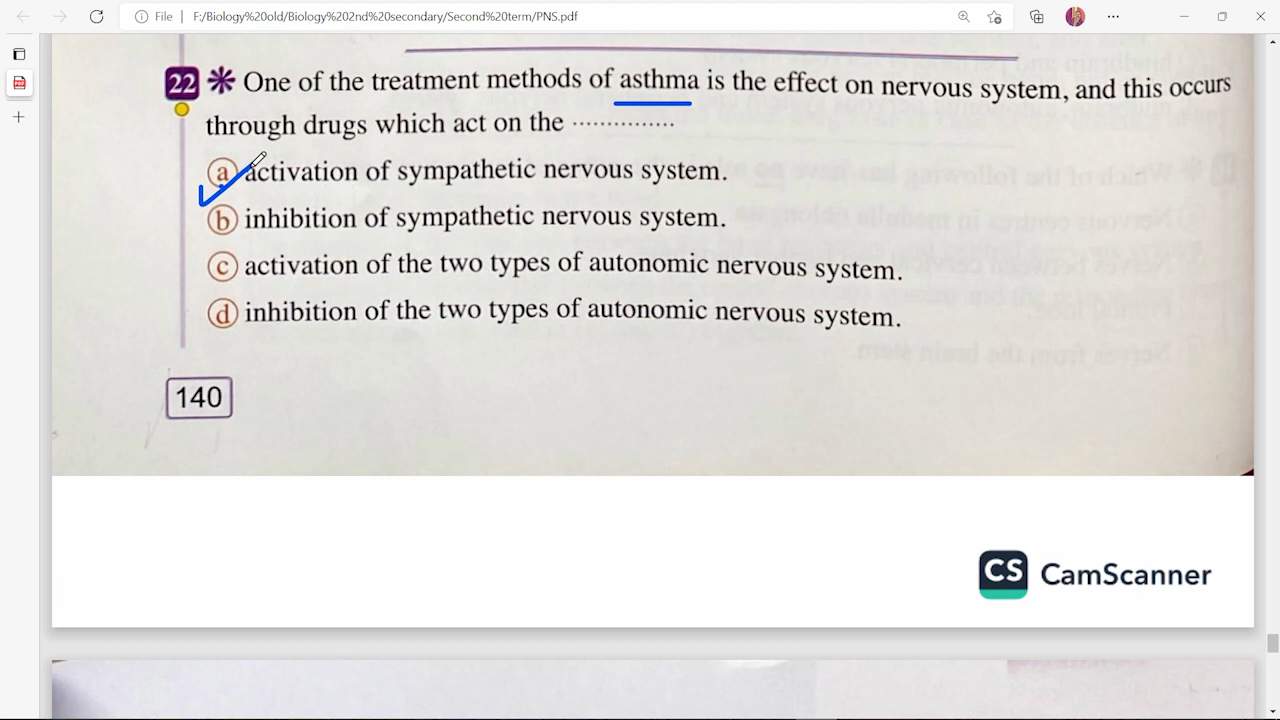 File | F:/Biology%20old/Biology%202nd%20secondary/Second%20term/PNS.pdf
22 * One of the treatment methods of asthma is the effect on nervous system, and this occurs
through drugs which act on the ....................
a activation of sympathetic nervous system.
b inhibition of sympathetic nervous system.
c activation of the two types of autonomic nervous system.
d inhibition of the two types of autonomic nervous system.
140
CS CamScanner